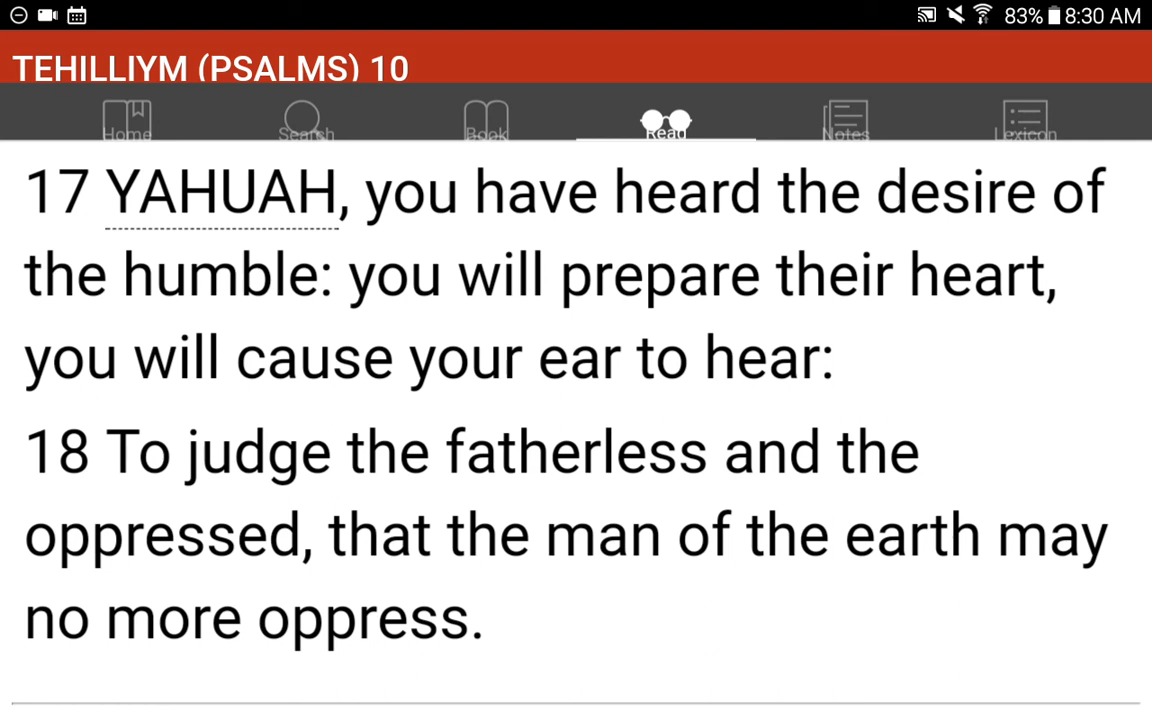 83% 8:30 AM
TEHILLIYM (PSALMS) 10
Home Search Book Read Notes Lexicon
17 YAHUAH, you have heard the desire of
the humble: you will prepare their heart,
you will cause your ear to hear:
18 To judge the fatherless and the
oppressed, that the man of the earth may
no more oppress.